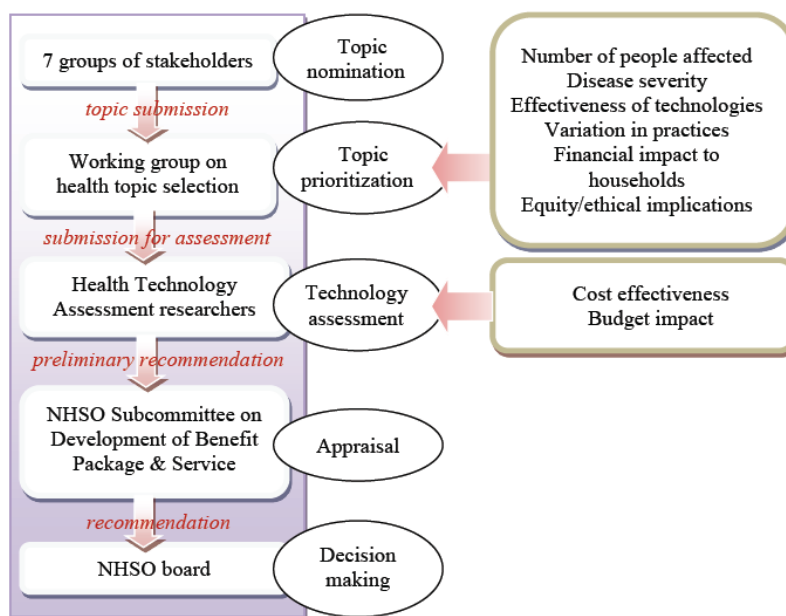 7 groups of stakeholders
Topic
nomination
topic submission
Working group on
health topic selection
Topic
prioritization
Number of people affected
Disease severity
Effectiveness of technologies
Variation in practices
Financial impact to
households
Equity/ethical implications
submission for assessment
Health Technology
Assessment researchers
Technology
assessment
Cost effectiveness
Budget impact
preliminary recommendation
NHSO Subcommittee on
Development of Benefit
Package & Service
Appraisal
recommendation
NHSO board
Decision
making